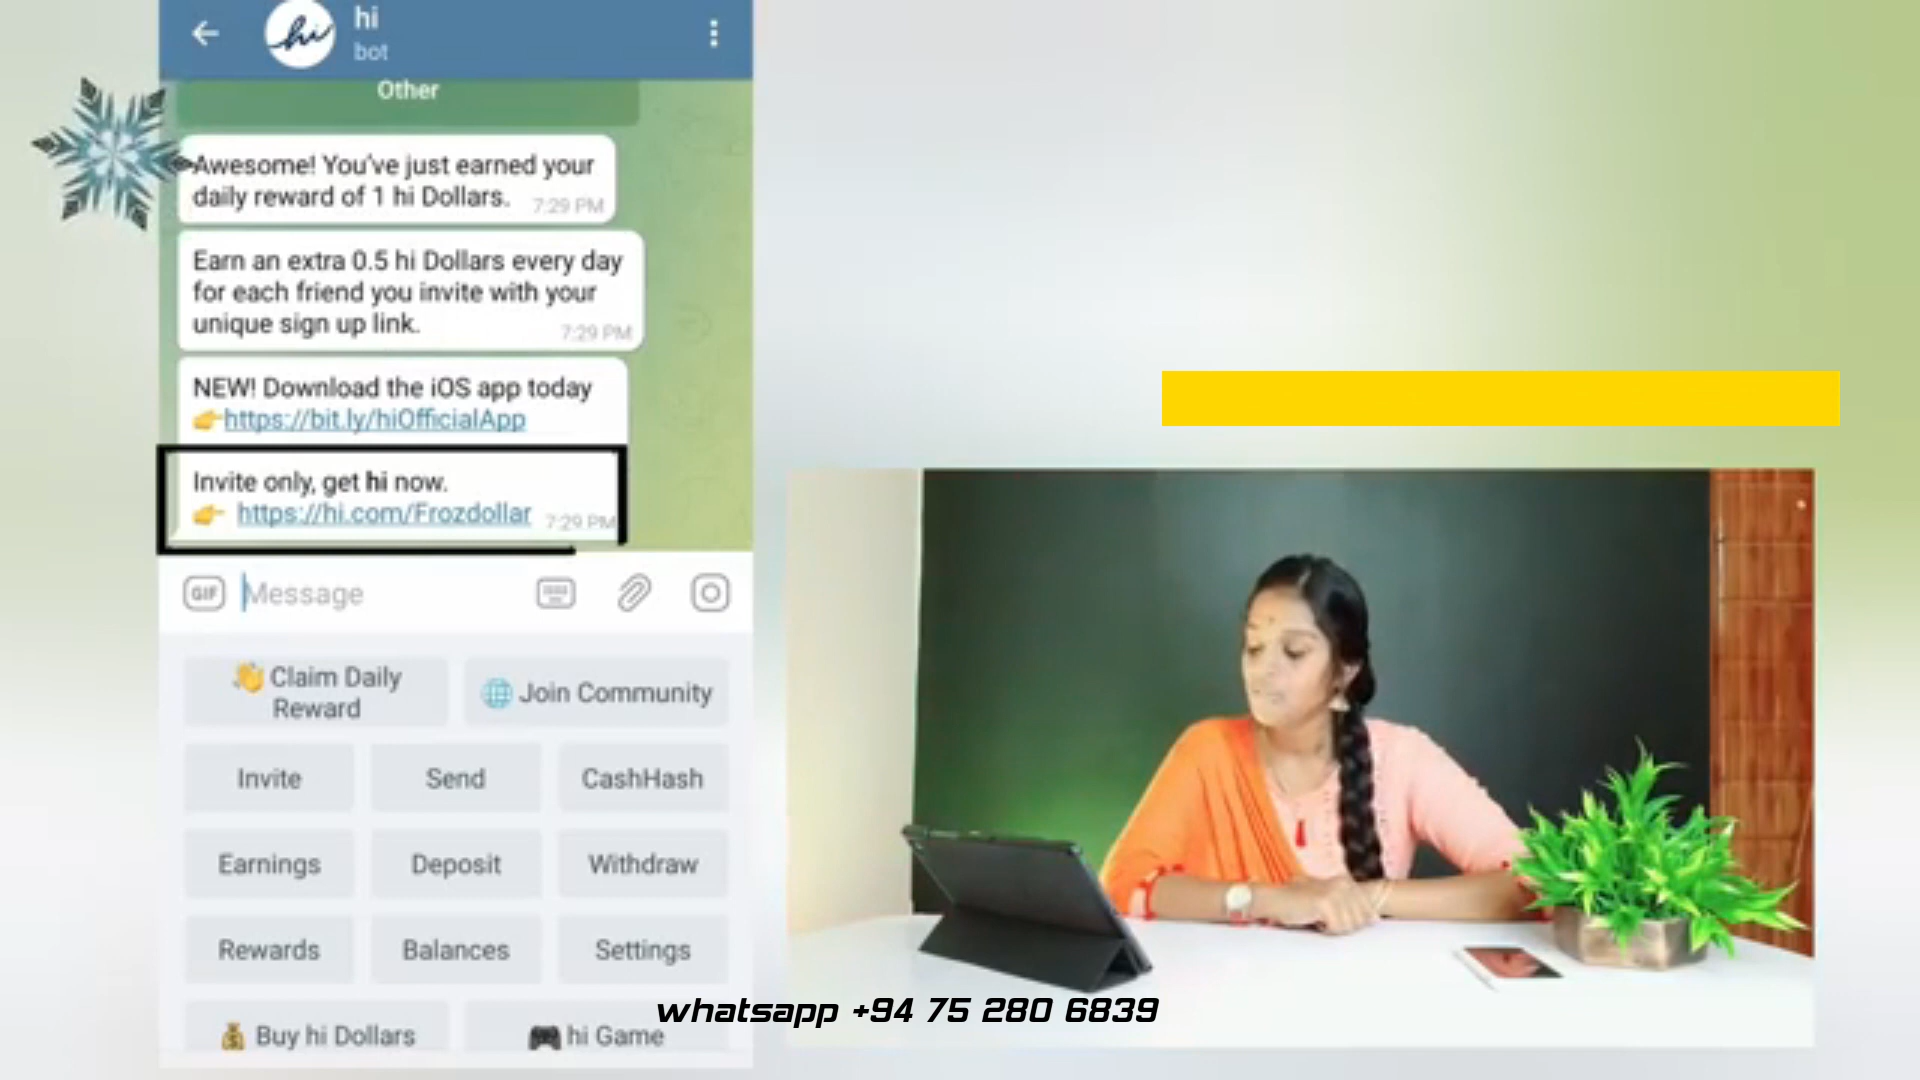 hi
hi
bot
Other
Awesome! You've just earned your
daily reward of 1 hi Dollars.
7:29 PM
Earn an extra 0.5 hi Dollars every day
for each friend you invite with your
unique sign up link.
7:29 PM
NEW! Download the iOS app today
👉https://bit.ly/hiOfficialApp
Invite only, get hi now.
👉 https://hi.com/Frozdollar
7:29 PM
GIF Message
👋 Claim Daily
Reward
🌐 Join Community
Invite Send CashHash
Earnings Deposit Withdraw
Rewards Balances Settings
💰 Buy hi Dollars 🎮 hi Game
whatsapp +94 75 280 6839